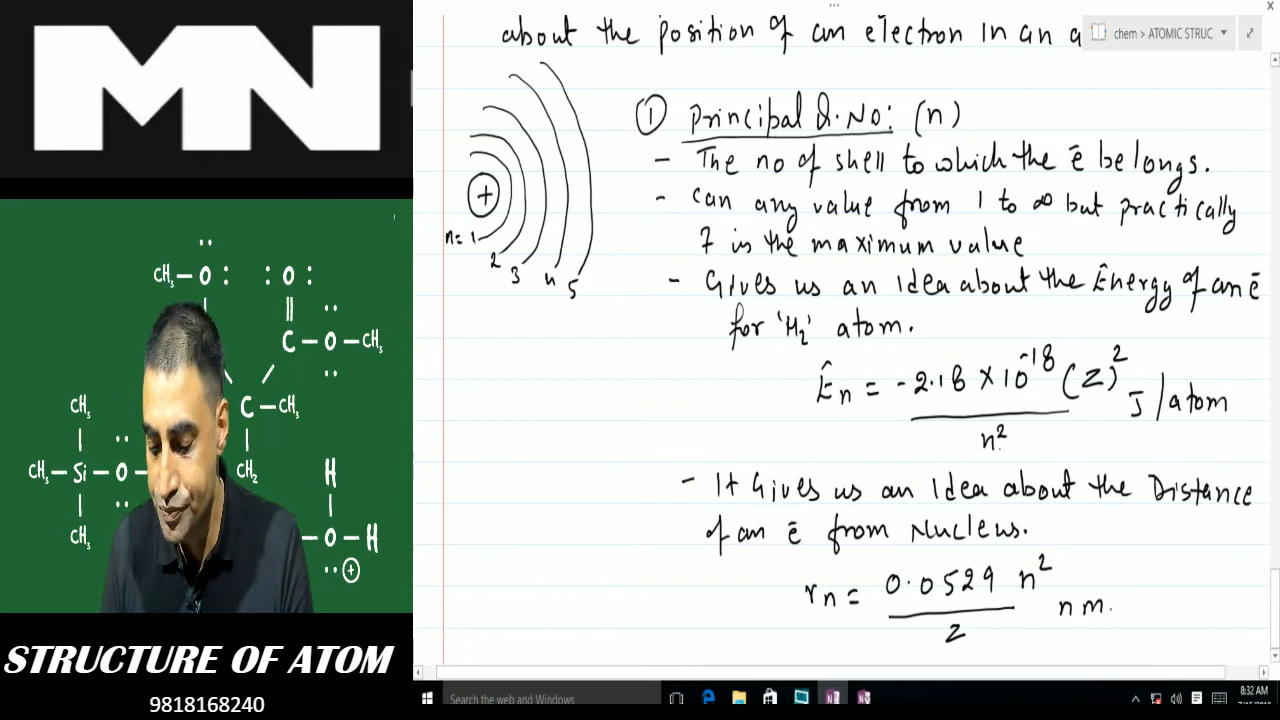 MN
CH₃ — O :
: O :
C — O — CH₃
C — CH₃
CH₃
CH₃ — Si — O —
CH₂
H
CH₃
— O — H
+
STRUCTURE OF ATOM
9818168240
about the position of an electron in an a
chem > ATOMIC STRUC
① Principal Q.NO: (n)
- The no of shell to which the ē belongs.
- can any value from 1 to ∞ but practically
7 is the maximum value
- Gives us an Idea about the Energy of an ē
for 'H₂' atom.
Eₙ = -2.18 × 10⁻¹⁸ (Z)² J/atom
n²
- It Gives us an Idea about the Distance
of an ē from Nucleus.
rₙ = 0.0529 n² nm.
Z
+
n= 1
2
3
4
5
Search the web and Windows
8:32 AM